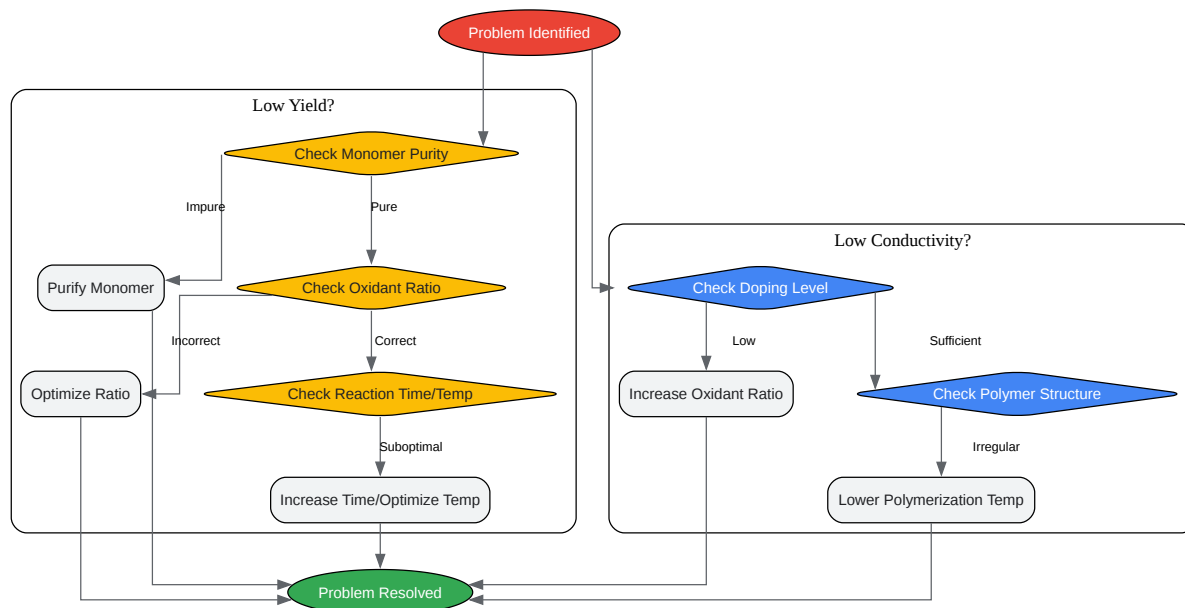 Problem Identified
Low Yield?
Check Monomer Purity
Impure
Pure
Purify Monomer
Check Oxidant Ratio
Incorrect
Correct
Optimize Ratio
Check Reaction Time/Temp
Suboptimal
Increase Time/Optimize Temp
Low Conductivity?
Check Doping Level
Low
Sufficient
Increase Oxidant Ratio
Check Polymer Structure
Irregular
Lower Polymerization Temp
Problem Resolved